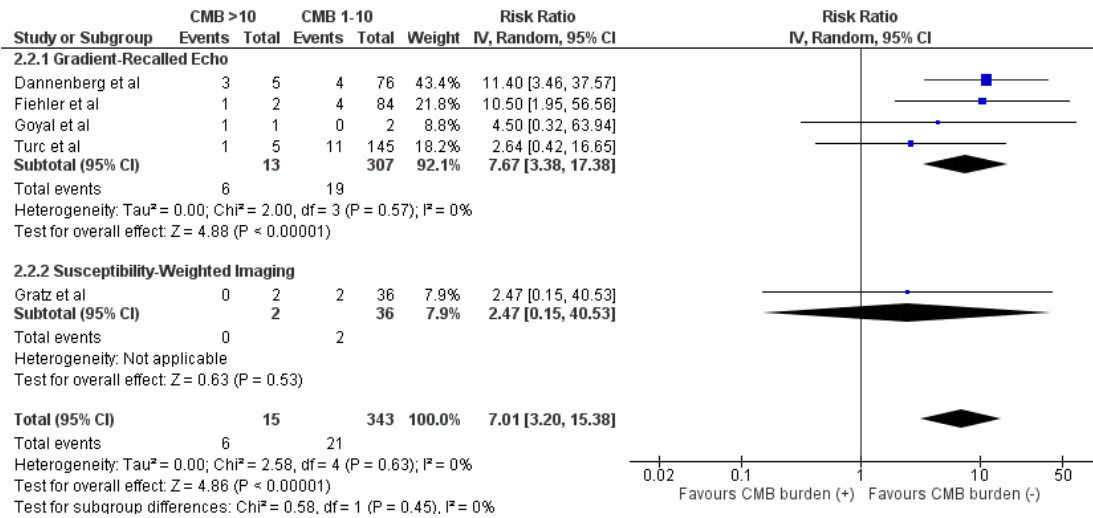 CMB >10 CMB 1-10 Risk Ratio Risk Ratio
Study or Subgroup Events Total Events Total Weight IV, Random, 95% CI IV, Random, 95% CI
2.2.1 Gradient-Recalled Echo
Dannenberg et al 3 5 4 76 43.4% 11.40 [3.46, 37.57]
Fiehler et al 1 2 4 84 21.8% 10.50 [1.95, 56.56]
Goyal et al 1 1 0 2 8.8% 4.50 [0.32, 63.94]
Turc et al 1 5 11 145 18.2% 2.64 [0.42, 16.65]
Subtotal (95% CI) 13 307 92.1% 7.67 [3.38, 17.38]
Total events 6 19
Heterogeneity: Tau² = 0.00; Chi² = 2.00, df = 3 (P = 0.57); I² = 0%
Test for overall effect: Z = 4.88 (P < 0.00001)
2.2.2 Susceptibility-Weighted Imaging
Gratz et al 0 2 2 36 7.9% 2.47 [0.15, 40.53]
Subtotal (95% CI) 2 36 7.9% 2.47 [0.15, 40.53]
Total events 0 2
Heterogeneity: Not applicable
Test for overall effect: Z = 0.63 (P = 0.53)
Total (95% CI) 15 343 100.0% 7.01 [3.20, 15.38]
Total events 6 21
Heterogeneity: Tau² = 0.00; Chi² = 2.58, df = 4 (P = 0.63); I² = 0%
Test for overall effect: Z = 4.86 (P < 0.00001)
Test for subgroup differences: Chi² = 0.58, df = 1 (P = 0.45), I² = 0%
0.02 0.1 1 10 50
Favours CMB burden (+) Favours CMB burden (-)